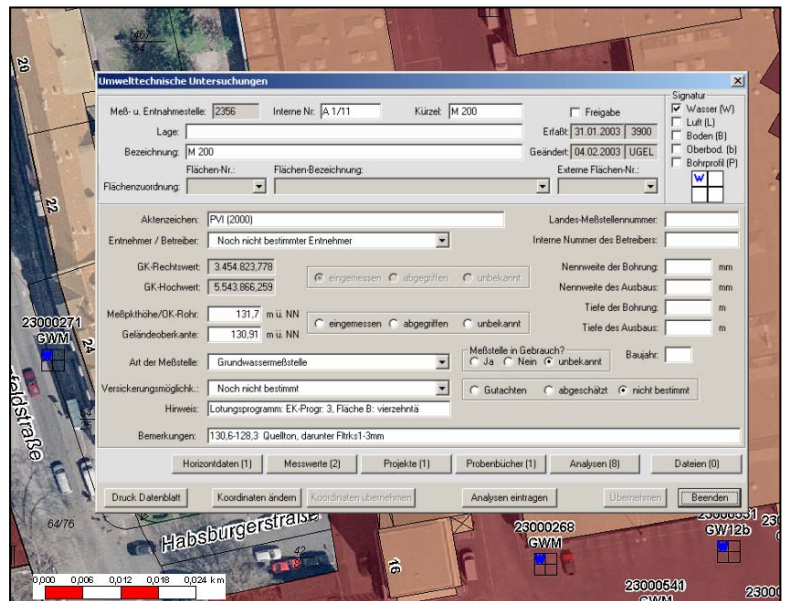 467
54
20
22
24
23000271
GWM
feldstraße
64/76
Umwelttechnische Untersuchungen
Meß- u. Entnahmestelle: 2356 Interne Nr. A 1/11 Kürzel: M 200 Freigabe
Lage: Erfaßt: 31.01.2003 3900
Bezeichnung: M 200 Geändert: 04.02.2003 UGEL
Flächen-Nr.: Flächen-Bezeichnung: Externe Flächen-Nr.:
Flächenzuordnung:
Signatur
Wasser (W)
Luft (L)
Boden (B)
Oberbod. (b)
Bohrprofil (P)
W
Aktenzeichen: PVI (2000) Landes-Meßstellennummer:
Entnehmer / Betreiber: Noch nicht bestimmter Entnehmer Interne Nummer des Betreibers:
GK-Rechtswert: 3.454.823,778 Nennweite der Bohrung: mm
eingemessen abgegriffen unbekannt
GK-Hochwert: 5.543.866,259 Nennweite des Ausbaus: mm
Meßpkthöhe/OK-Rohr: 131,7 m ü. NN Tiefe der Bohrung: m
eingemessen abgegriffen unbekannt
Geländeoberkante: 130,91 m ü. NN Tiefe des Ausbaus: m
Meßstelle in Gebrauch?
Art der Meßstelle: Grundwassermeßstelle Ja Nein unbekannt Baujahr:
Versickerungsmöglichk.: Noch nicht bestimmt Gutachten abgeschätzt nicht bestimmt
Hinweis: Lotungsprogramm: EK-Progr: 3, Fläche B: vierzehntä
Bemerkungen: 130,6-128,3 Quellton, darunter Fltrks1-3mm
Horizontdaten (1) Messwerte (2) Projekte (1) Probenbücher (1) Analysen (8) Dateien (0)
Druck Datenblatt Koordinaten ändern Koordinaten übernehmen Analysen eintragen Übernehmen Beenden
Habsburgerstraße
42
16
23000268
GWM
GW12b
23000541
GWM
0,000 0,006 0,012 0,018 0,024 km